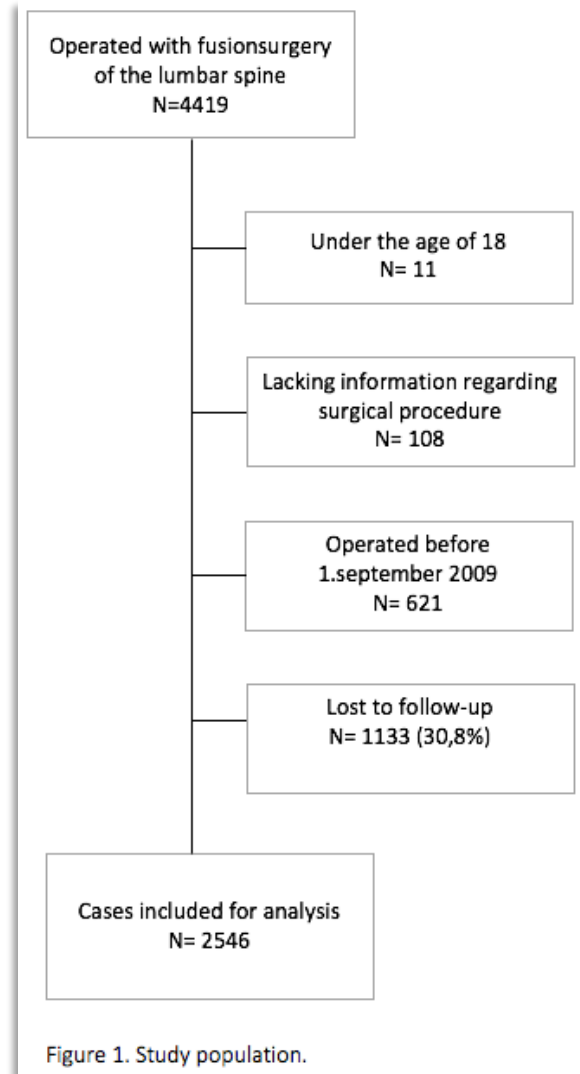 Operated with fusionsurgery
of the lumbar spine
N=4419
Under the age of 18
N= 11
Lacking information regarding
surgical procedure
N= 108
Operated before
1.september 2009
N= 621
Lost to follow-up
N= 1133 (30,8%)
Cases included for analysis
N= 2546
Figure 1. Study population.